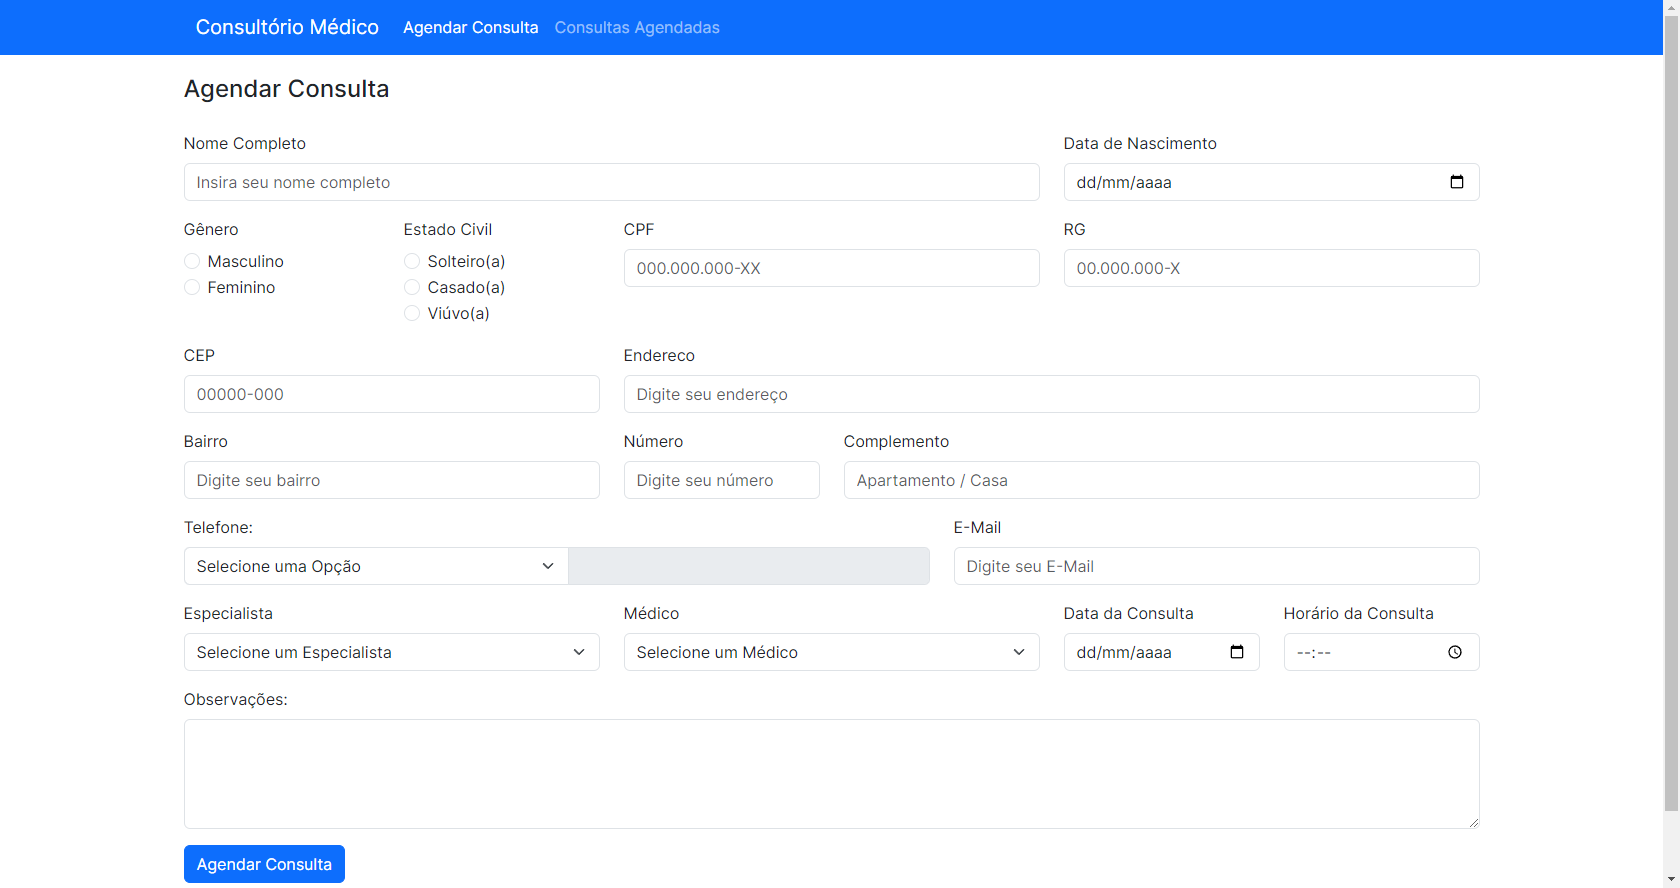 Consultório Médico Agendar Consulta Consultas Agendadas
Agendar Consulta
Nome Completo Data de Nascimento
Insira seu nome completo dd/mm/aaaa
Gênero Estado Civil CPF RG
Masculino Solteiro(a) 000.000.000-XX 00.000.000-X
Feminino Casado(a)
Viúvo(a)
CEP Endereco
00000-000 Digite seu endereço
Bairro Número Complemento
Digite seu bairro Digite seu número Apartamento / Casa
Telefone: E-Mail
Selecione uma Opção Digite seu E-Mail
Especialista Médico Data da Consulta Horário da Consulta
Selecione um Especialista Selecione um Médico dd/mm/aaaa --:--
Observações:
Agendar Consulta